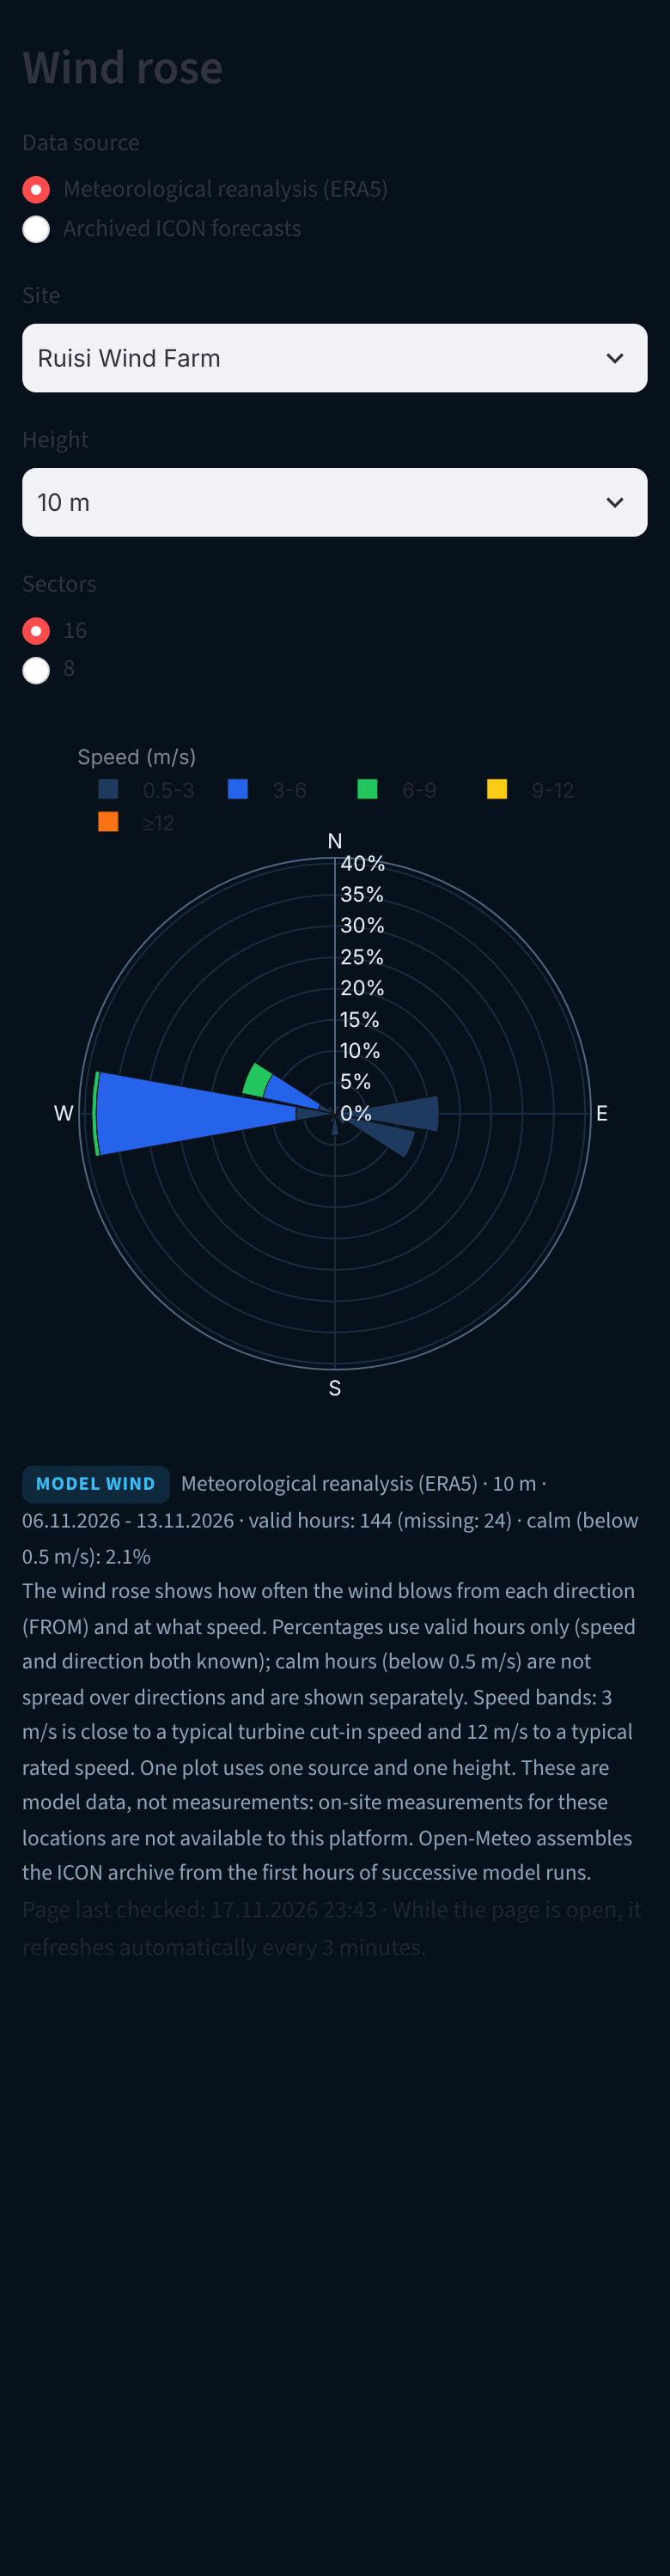 Wind rose
Data source
Meteorological reanalysis (ERA5)
Archived ICON forecasts
Site
Ruisi Wind Farm
Height
10 m
Sectors
16
8
Speed (m/s)
0.5-3 3-6 6-9 9-12
≥12
N
40%
35%
30%
25%
20%
15%
10%
5%
W 0% E
S
MODEL WIND Meteorological reanalysis (ERA5) · 10 m ·
06.11.2026 - 13.11.2026 · valid hours: 144 (missing: 24) · calm (below
0.5 m/s): 2.1%
The wind rose shows how often the wind blows from each direction
(FROM) and at what speed. Percentages use valid hours only (speed
and direction both known); calm hours (below 0.5 m/s) are not
spread over directions and are shown separately. Speed bands: 3
m/s is close to a typical turbine cut-in speed and 12 m/s to a typical
rated speed. One plot uses one source and one height. These are
model data, not measurements: on-site measurements for these
locations are not available to this platform. Open-Meteo assembles
the ICON archive from the first hours of successive model runs.
Page last checked: 17.11.2026 23:43 · While the page is open, it
refreshes automatically every 3 minutes.